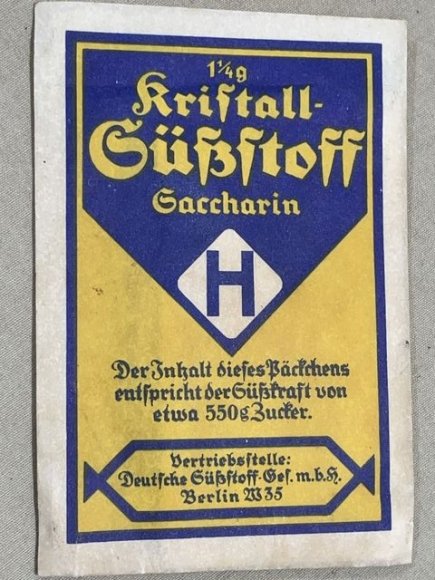 1¼g
Kristall-
Süßstoff
Saccharin
H
Der Inhalt dieses Päckchens
entspricht der Süßkraft von
etwa 550g Zucker.
Vertriebsstelle:
Deutsche Süßstoff-Ges. m.b.H.
Berlin W35